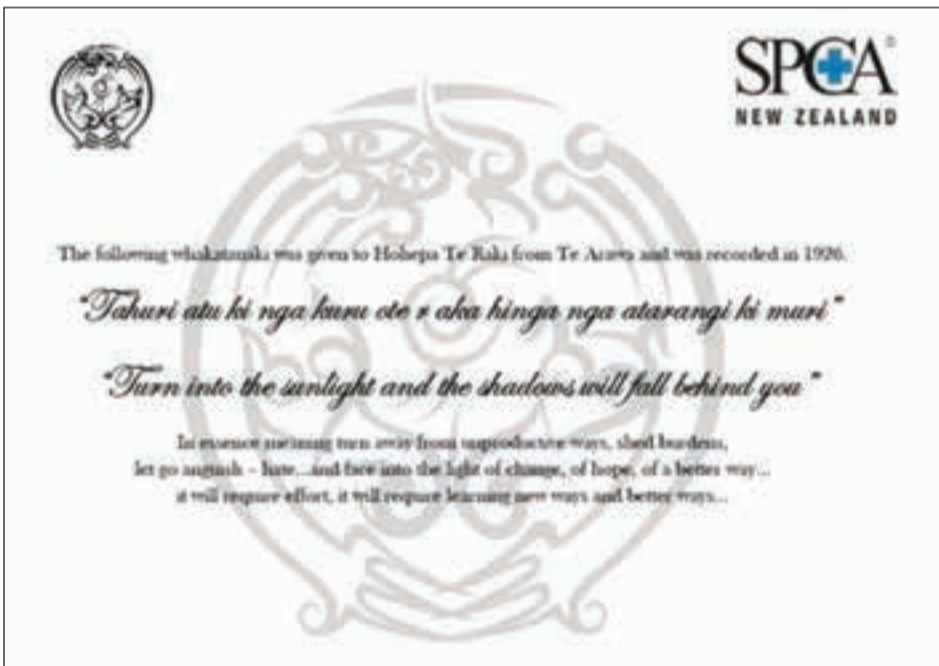 SPCA®
NEW ZEALAND
The following whakatauki was given to Hohepa Te Raki from Te Arawa and was recorded in 1926.
"Tahuri atu ki nga kuru ote r aka hinga nga atarangi ki muri"
"Turn into the sunlight and the shadows will fall behind you"
In essence meaning turn away from unproductive ways, shed burdens,
let go anguish – hate...and face into the light of change, of hope, of a better way...
it will require effort, it will require learning new ways and better ways...